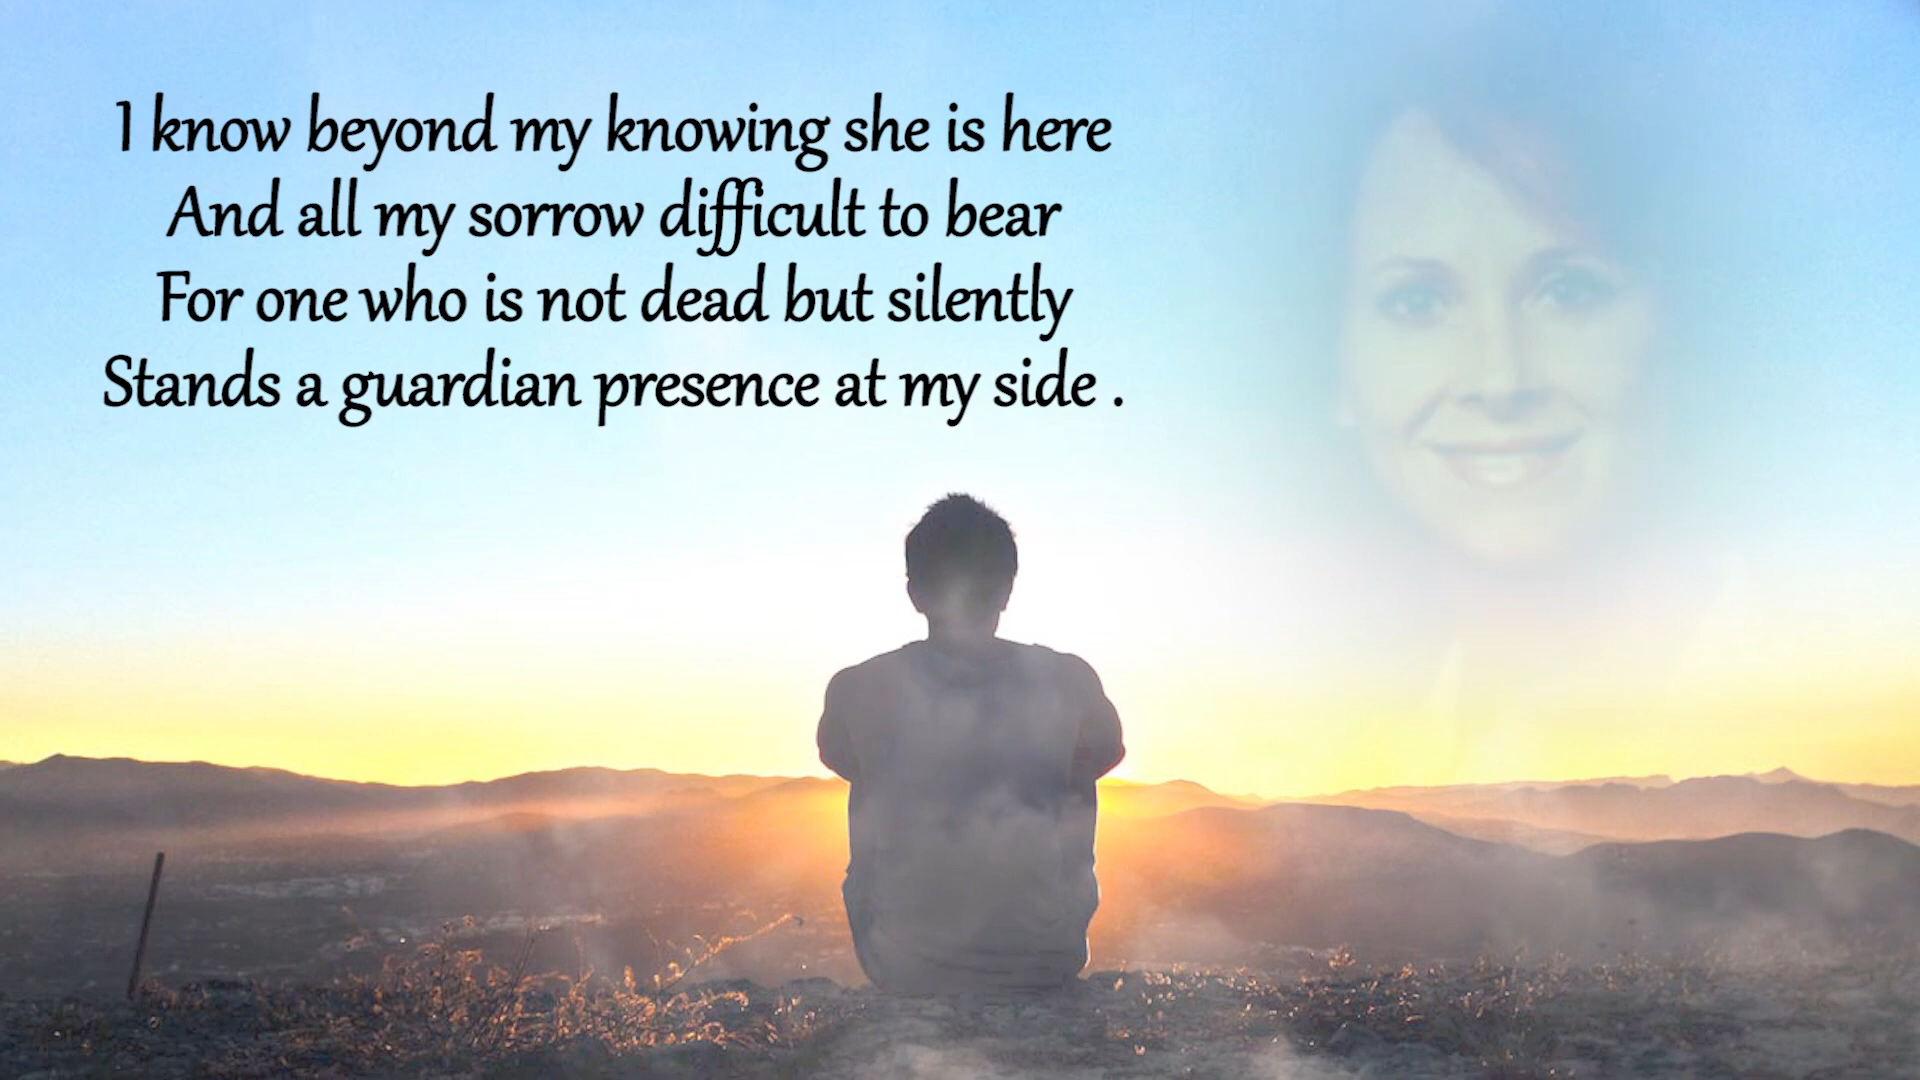 I know beyond my knowing she is here
And all my sorrow difficult to bear
For one who is not dead but silently
Stands a guardian presence at my side .